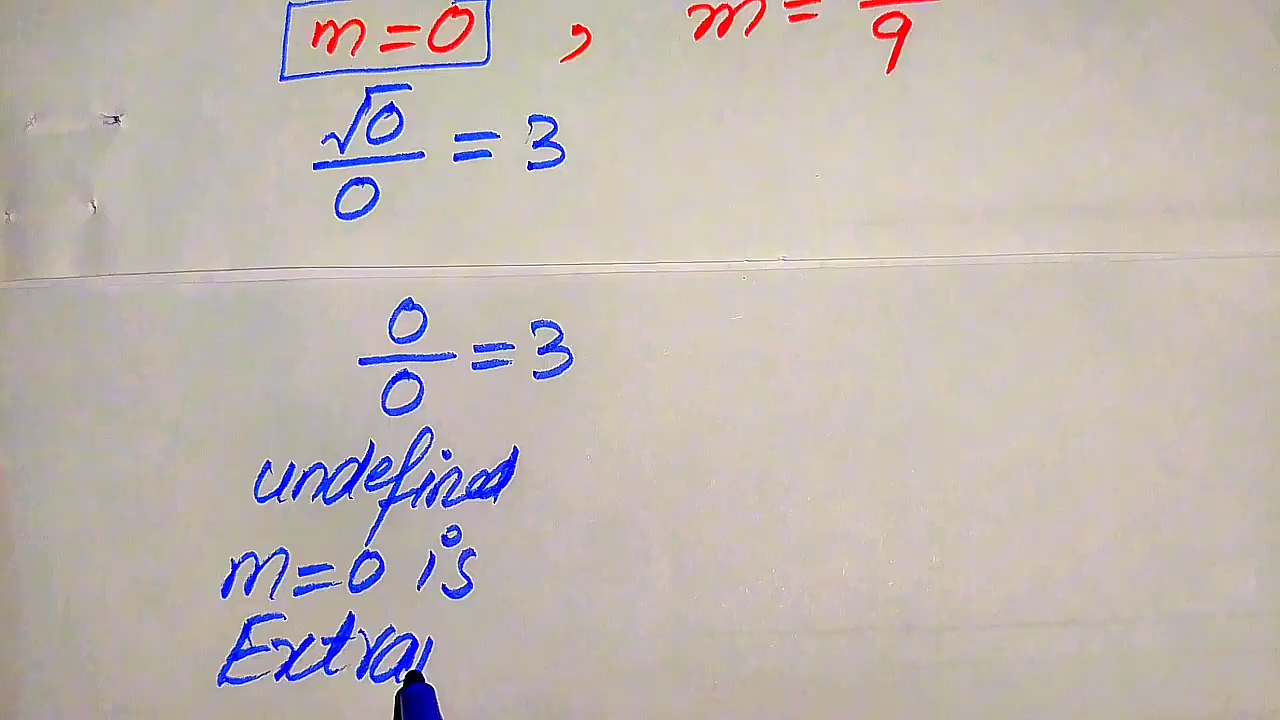 m=0 , m= —/9
√0/0 = 3
0/0 = 3
undefined
m=0 is
Extra